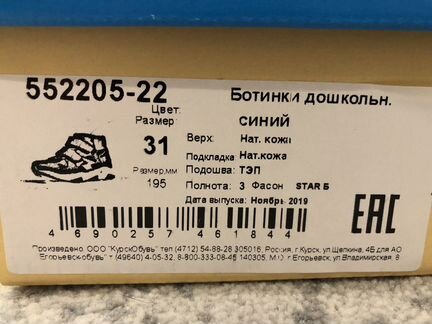 552205-22 Ботинки дошкольн.
Цвет: синий
Размер 31 Верх: Нат. кожа
Подкладка: Нат.кожа
Размер,мм Подошва: ТЭП
195 Полнота: 3 Фасон STAR Б
Дата выпуска: Ноябрь 2019
EAC
4 690257 461844
Произведено: ООО "КурскОбувь" т (4712) 54-88-28 305016, Россия, г.Курск, ул.Щепкина, 4Б для АО
"Егорьевск-обувь" т (49640) 4-05-32, 8-800-333-08-45 140305, М.О. г.Егорьевск, ул.Владимирская, 8